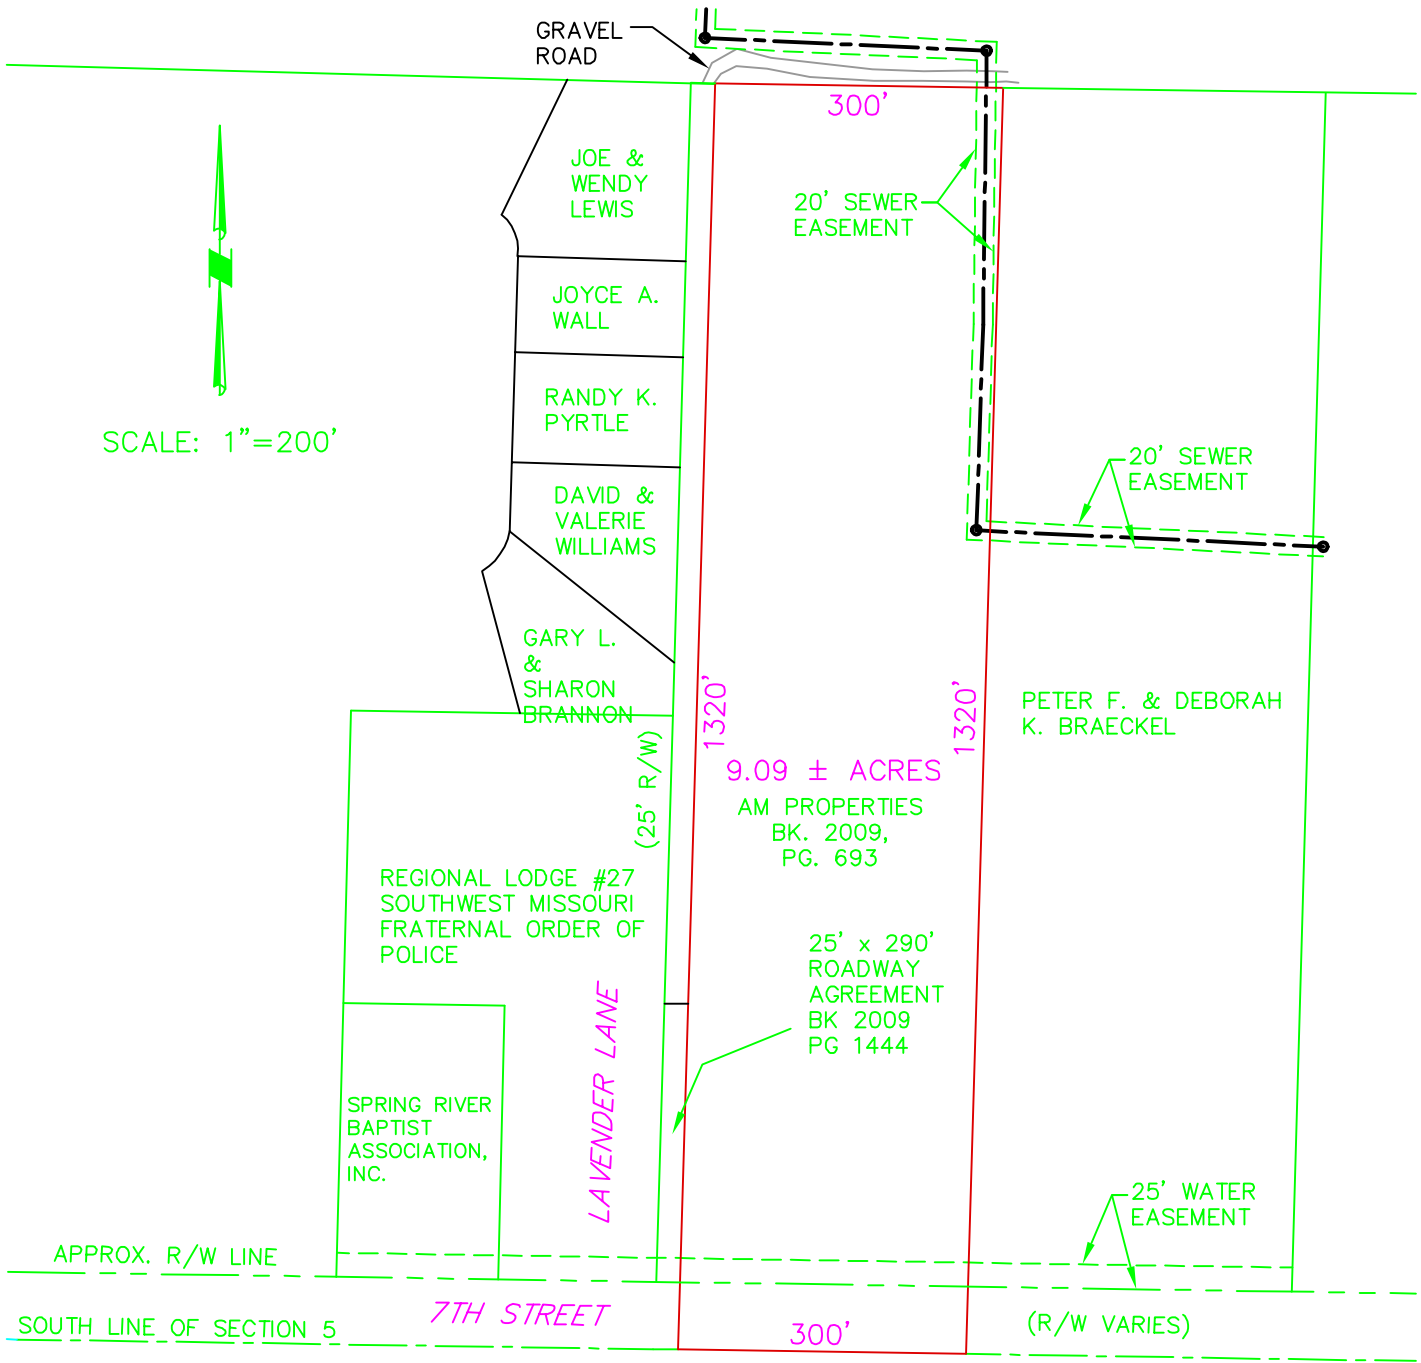 GRAVEL
ROAD
300'
JOE &
WENDY
LEWIS
20' SEWER
EASEMENT
JOYCE A.
WALL
RANDY K.
PYRTLE
SCALE: 1"=200'
20' SEWER
EASEMENT
DAVID &
VALERIE
WILLIAMS
GARY L.
&
SHARON
BRANNON
1320'
1320'
PETER F. & DEBORAH
K. BRAECKEL
(25' R/W)
9.09 ± ACRES
AM PROPERTIES
BK. 2009,
PG. 693
REGIONAL LODGE #27
SOUTHWEST MISSOURI
FRATERNAL ORDER OF
POLICE
25' x 290'
ROADWAY
AGREEMENT
BK 2009
PG 1444
LAVENDER LANE
SPRING RIVER
BAPTIST
ASSOCIATION,
INC.
25' WATER
EASEMENT
APPROX. R/W LINE
7TH STREET
(R/W VARIES)
SOUTH LINE OF SECTION 5
300'